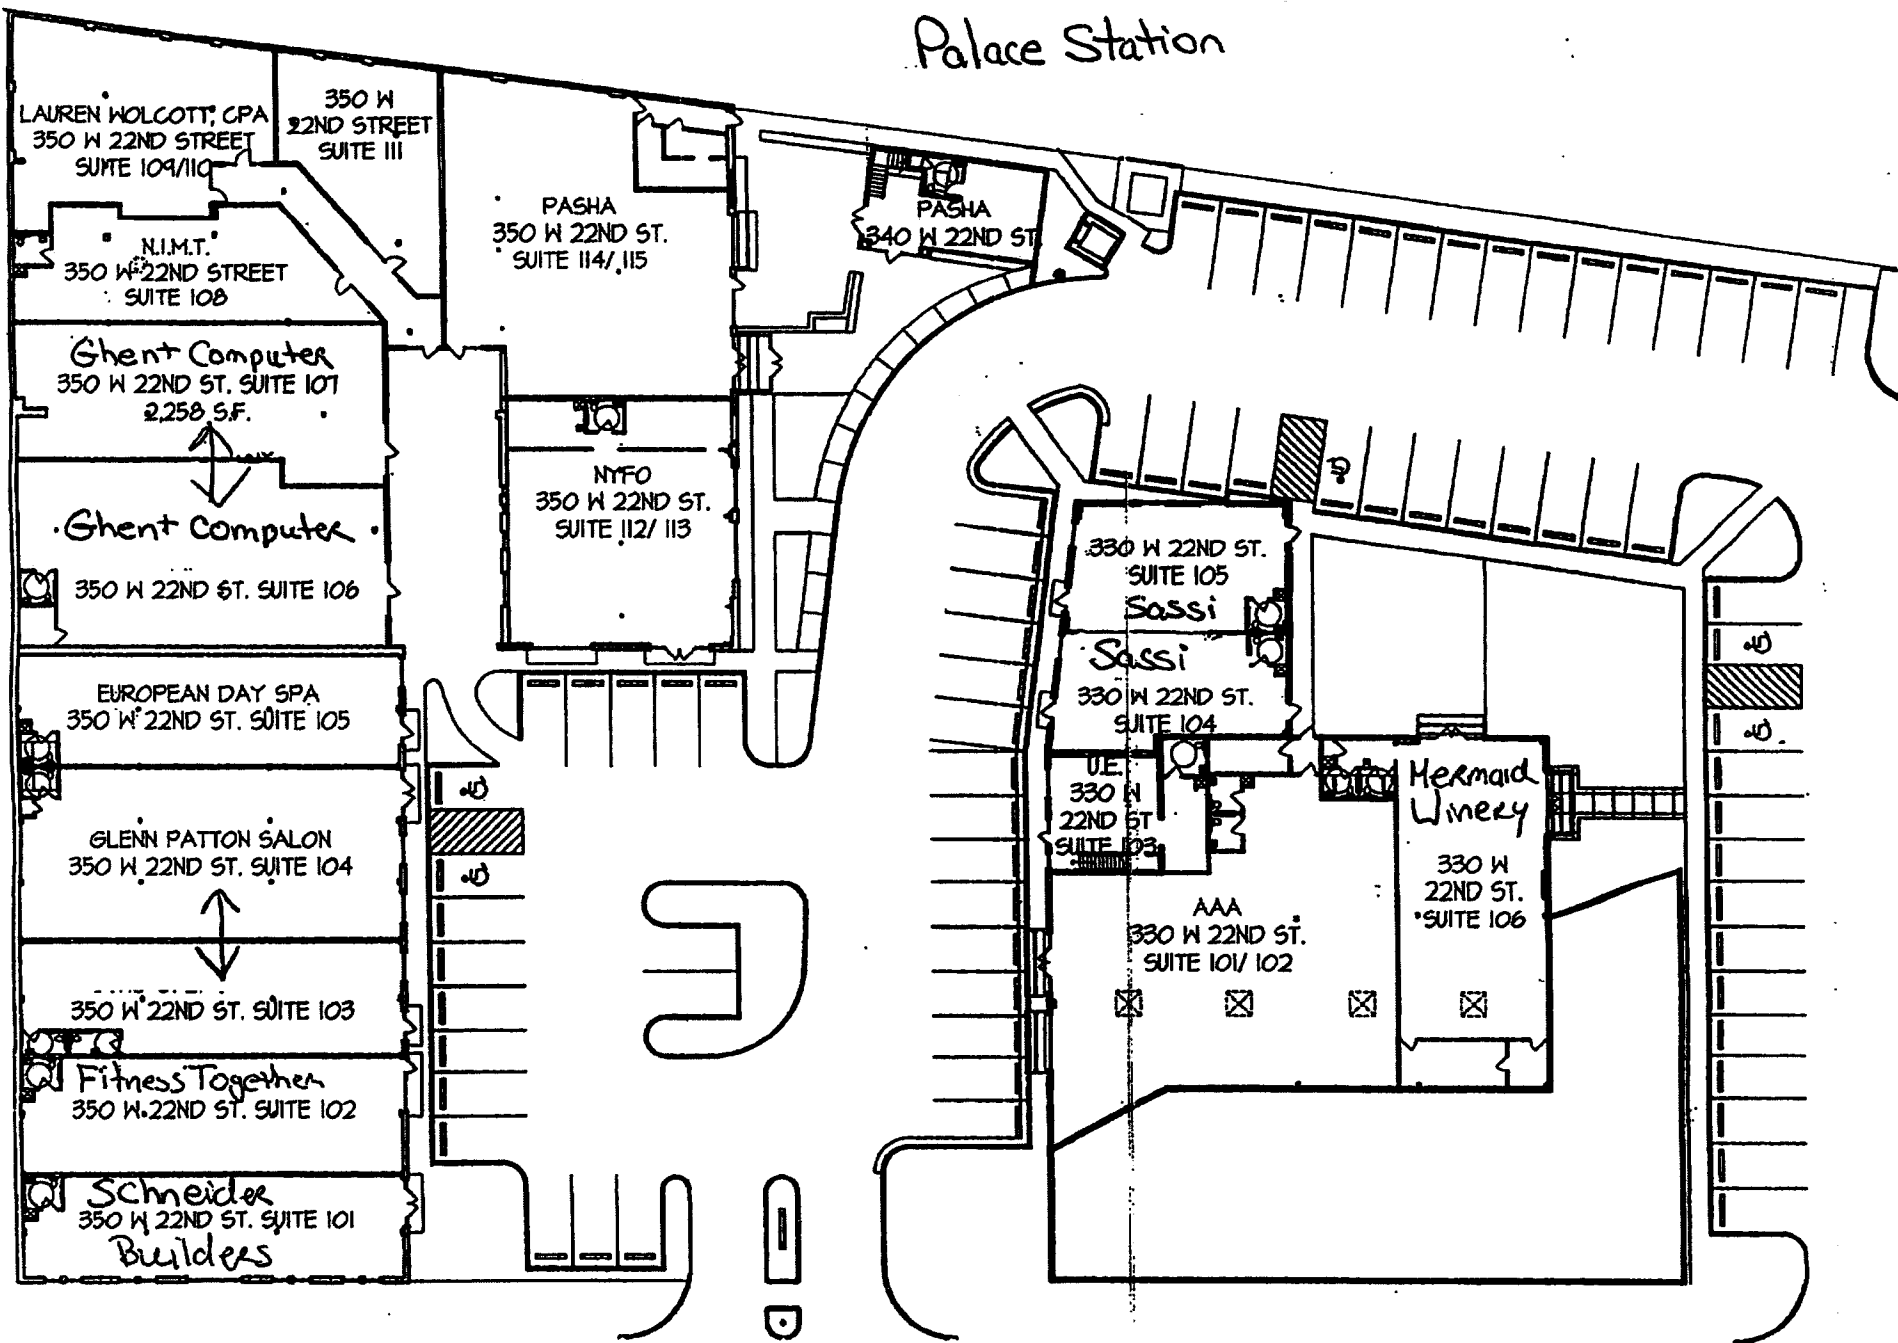 Palace Station
LAUREN WOLCOTT, CPA
350 W 22ND STREET
SUITE 109/110
350 W
22ND STREET
SUITE 111
N.I.M.T.
350 W 22ND STREET
SUITE 108
PASHA
350 W 22ND ST.
SUITE 114/ 115
PASHA
340 W 22ND ST
Ghent Computer
350 W 22ND ST. SUITE 107
2,258 S.F.
Ghent Computer
350 W 22ND ST. SUITE 106
NYFO
350 W 22ND ST.
SUITE 112/ 113
EUROPEAN DAY SPA
350 W 22ND ST. SUITE 105
GLENN PATTON SALON
350 W 22ND ST. SUITE 104
350 W 22ND ST. SUITE 103
Fitness Together
350 W 22ND ST. SUITE 102
Schneider
350 W 22ND ST. SUITE 101
Builders
330 W 22ND ST.
SUITE 105
Sassi
Sassi
330 W 22ND ST.
SUITE 104
U.E.
330 W
22ND ST
SUITE 103
Mermaid
Winery
330 W
22ND ST.
SUITE 106
AAA
330 W 22ND ST.
SUITE 101/ 102